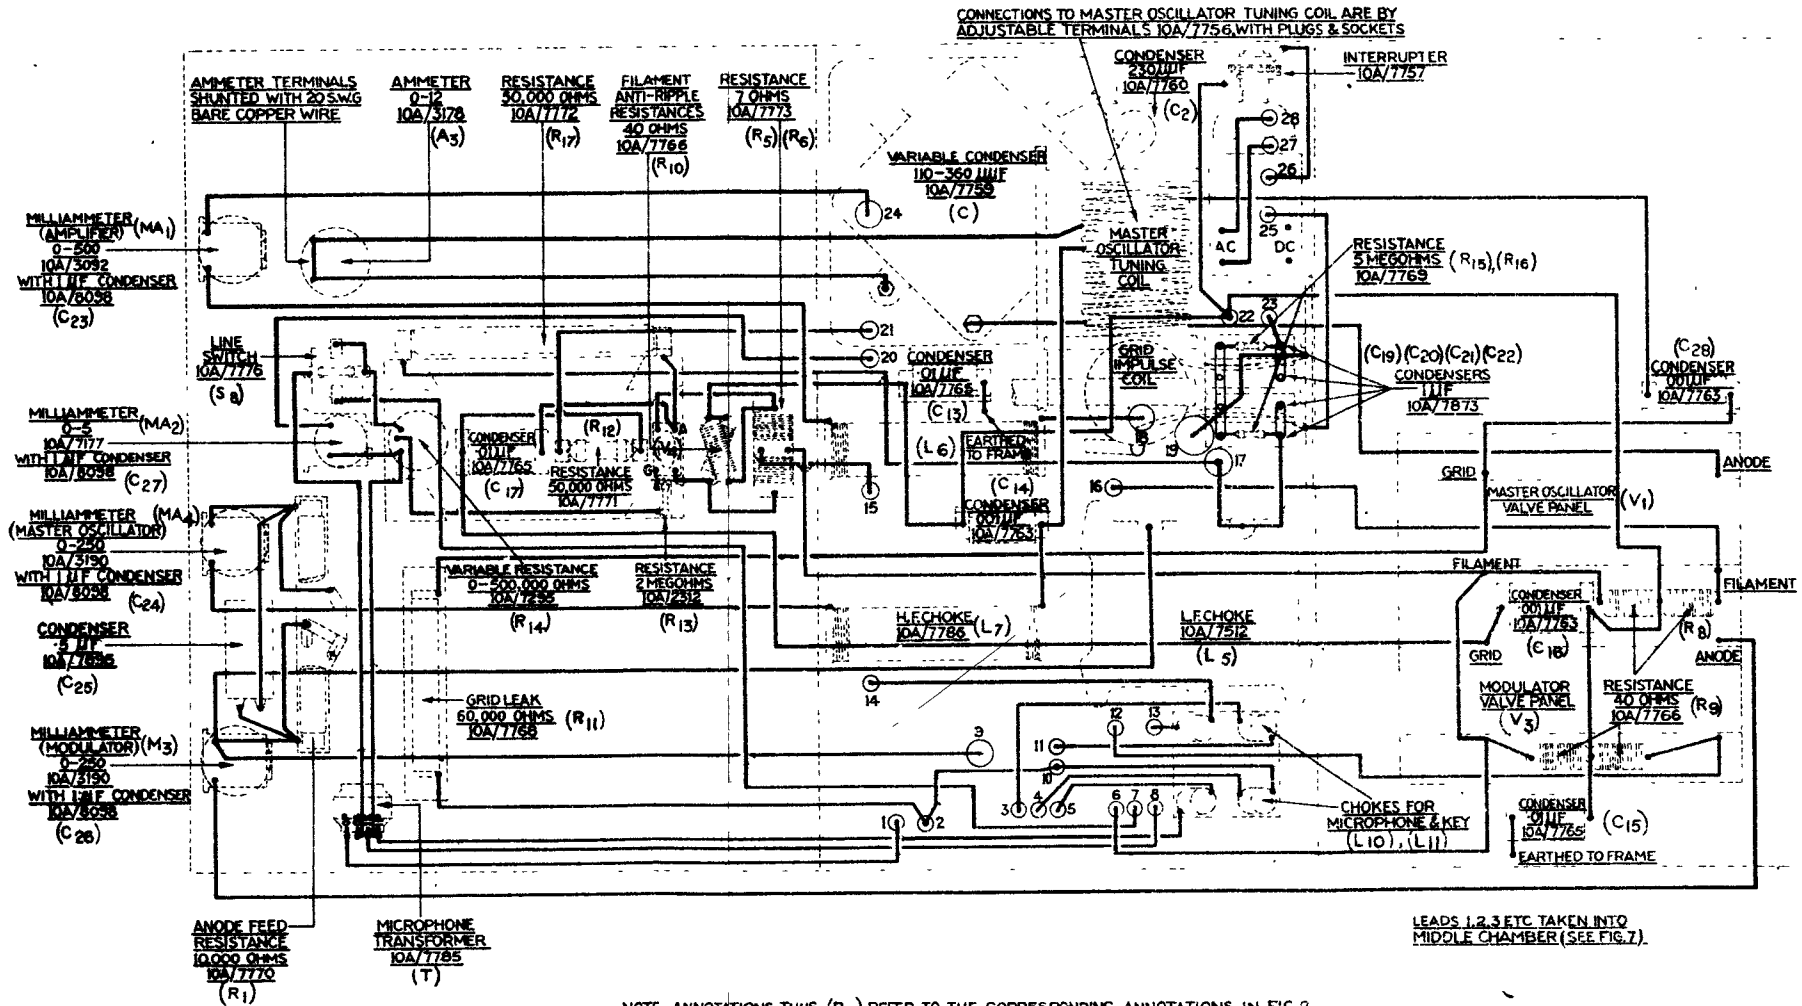 CONNECTIONS TO MASTER OSCILLATOR TUNING COIL ARE BY
ADJUSTABLE TERMINALS 10A/7756, WITH PLUGS & SOCKETS
AMMETER TERMINALS
SHUNTED WITH 20 S.W.G
BARE COPPER WIRE
AMMETER
0-12
10A/3178
(A3)
RESISTANCE
50,000 OHMS
10A/7772
(R17)
FILAMENT
ANTI-RIPPLE
RESISTANCES
40 OHMS
10A/7766
(R10)
RESISTANCE
7 OHMS
10A/7773
(R5) (R6)
CONDENSER
230 µµF
10A/7760
(C2)
INTERRUPTER
10A/7757
VARIABLE CONDENSER
110-360 µµF
10A/7759
(C)
28
27
26
25
24
AC
DC
MASTER
OSCILLATOR
TUNING
COIL
RESISTANCE
5 MEGOHMS (R15),(R16)
10A/7769
MILLIAMMETER (MA1)
(AMPLIFIER)
0-500
10A/3092
WITH 1 µF CONDENSER
10A/8098
(C23)
LINE
SWITCH
10A/7776
(S8)
21
20
22
23
CONDENSER
.01 µF
10A/7765
(C13)
GRID
IMPULSE
COIL
(C19)(C20)(C21)(C22)
CONDENSERS
1 µF
10A/7873
(C28)
CONDENSER
.001 µF
10A/7763
MILLIAMMETER (MA2)
0-5
10A/7177
WITH 1 µF CONDENSER
10A/8098
(C27)
CONDENSER
.01 µF
10A/7765
(C17)
(R12)
RESISTANCE
50,000 OHMS
10A/7771
A
G
(L6)
EARTHED
TO FRAME
(C14)
CONDENSER
.001 µF
10A/7763
15
16
17
18
19
GRID
ANODE
MASTER OSCILLATOR
VALVE PANEL (V1)
MILLIAMMETER (MA4)
(MASTER OSCILLATOR)
0-250
10A/3190
WITH 1 µF CONDENSER
10A/8098
(C24)
VARIABLE RESISTANCE
0-500,000 OHMS
10A/7295
(R14)
RESISTANCE
2 MEGOHMS
10A/2312
(R13)
FILAMENT
FILAMENT
CONDENSER
.001 µF
10A/7763
(C16)
(R8)
CONDENSER
.5 µF
10A/7895
(C25)
H.F. CHOKE (L7)
10A/7786
L.F. CHOKE
10A/7512
(L5)
GRID
ANODE
GRID LEAK
60,000 OHMS (R11)
10A/7768
MODULATOR
VALVE PANEL
(V3)
RESISTANCE
40 OHMS (R9)
10A/7766
14
12
13
11
10
9
MILLIAMMETER
(MODULATOR) (M3)
0-250
10A/3190
WITH 1 µF CONDENSER
10A/8098
(C26)
1
2
3
4
5
6
7
8
CHOKES FOR
MICROPHONE & KEY
(L10),(L11)
CONDENSER
.01 µF (C15)
10A/7765
EARTHED TO FRAME
ANODE FEED
RESISTANCE
10,000 OHMS
10A/7770
(R1)
MICROPHONE
TRANSFORMER
10A/7785
(T)
LEADS 1.2.3 ETC TAKEN INTO
MIDDLE CHAMBER (SEE FIG.7)